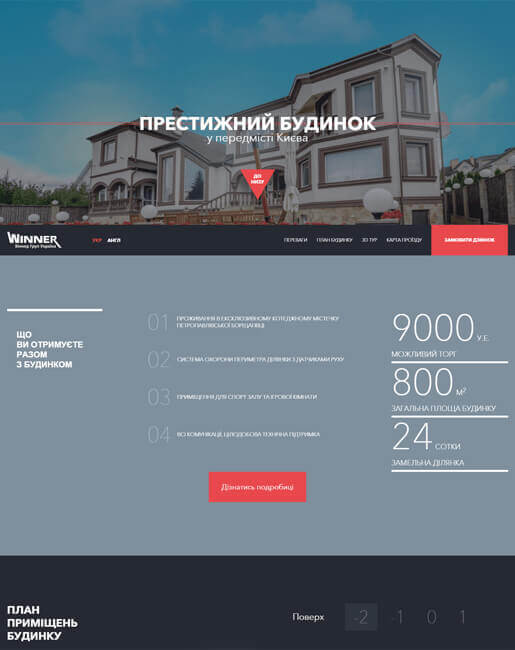 ПРЕСТИЖНИЙ БУДИНОК
у передмісті Києва
ДО
НИЗУ
WINNER
Віннер Груп Україна
УКР АНГЛ
ПЕРЕВАГИ ПЛАН БУДИНКУ 3D ТУР КАРТА ПРОЇЗДУ ЗАМОВИТИ ДЗВІНОК
ЩО
ВИ ОТРИМУЄТЕ
РАЗОМ
З БУДИНКОМ
01 ПРОЖИВАННЯ В ЕКСКЛЮЗИВНОМУ КОТЕДЖНОМУ МІСТЕЧКУ
ПЕТРОПАВЛІВСЬКІЙ БОРЩАГІВЦІ
02 СИСТЕМА ОХОРОНИ ПЕРИМЕТРА ДІЛЯНКИ З ДАТЧИКАМИ РУХУ
03 ПРИМІЩЕННЯ ДЛЯ СПОРТ ЗАЛУ ТА ІГРОВОЇ КІМНАТИ
04 ВСІ КОМУНІКАЦІЇ, ЦІЛОДОБОВА ТЕХНІЧНА ПІДТРИМКА
9000 У.Е.
МОЖЛИВИЙ ТОРГ
800 М²
ЗАГАЛЬНА ПЛОЩА БУДИНКУ
24 СОТКИ
ЗАМЕЛЬНА ДІЛЯНКА
Дізнатись подробиці
ПЛАН
ПРИМІЩЕНЬ
БУДИНКУ
Поверх -2 -1 0 1